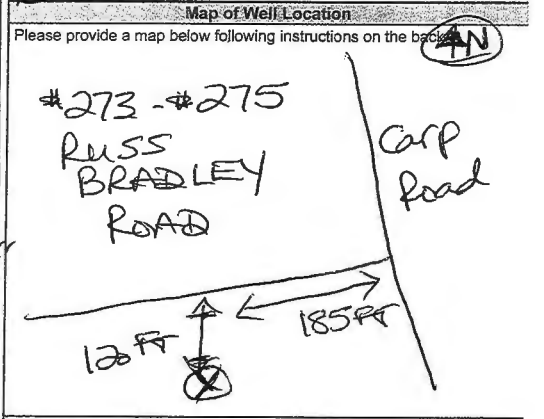 Map of Well Location
Please provide a map below following instructions on the back
N
#273 - #275
RUSS
BRADLEY
ROAD
Carp
Road
185 FT
120 FT
X